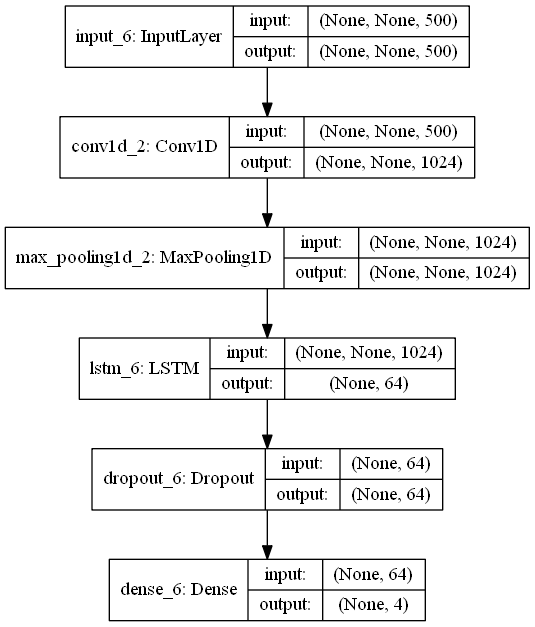 input_6: InputLayer
input: (None, None, 500)
output: (None, None, 500)
conv1d_2: Conv1D
input: (None, None, 500)
output: (None, None, 1024)
max_pooling1d_2: MaxPooling1D
input: (None, None, 1024)
output: (None, None, 1024)
lstm_6: LSTM
input: (None, None, 1024)
output: (None, 64)
dropout_6: Dropout
input: (None, 64)
output: (None, 64)
dense_6: Dense
input: (None, 64)
output: (None, 4)